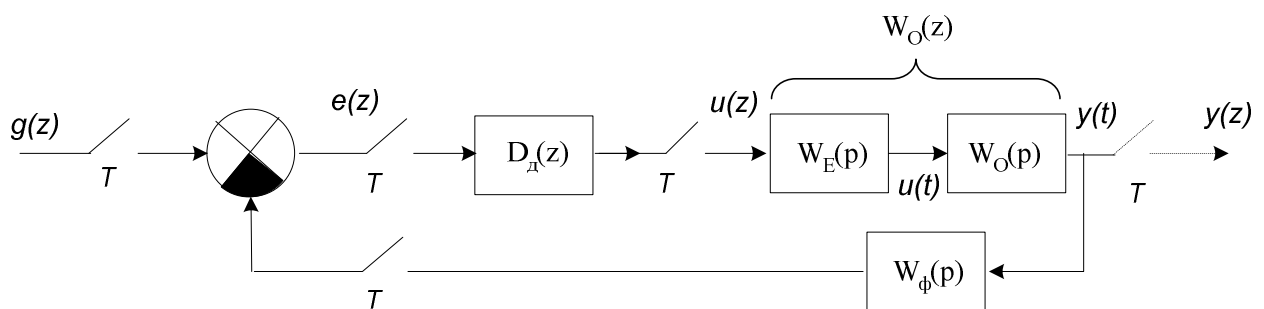 W_O(z)
g(z)
e(z)
u(z)
y(t)
y(z)
T
T
D_д(z)
T
W_E(p)
u(t)
W_O(p)
T
T
W_ф(p)